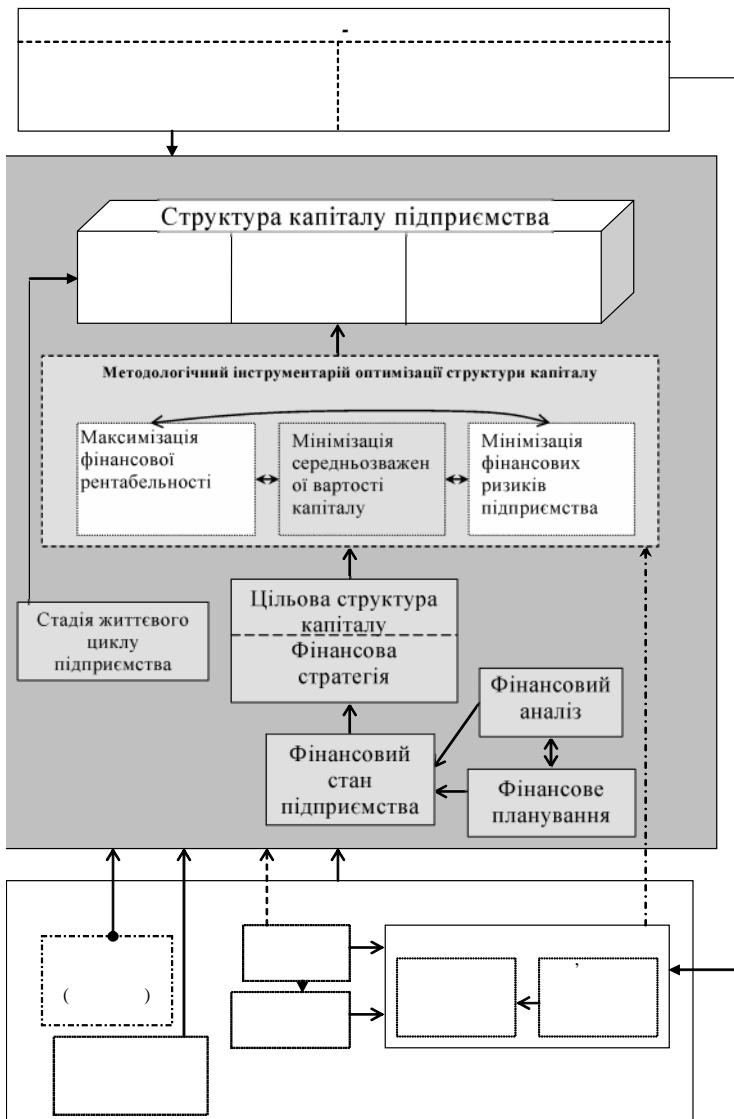 -
Структура капіталу підприємства
Методологічний інструментарій оптимізації структури капіталу
Максимізація
фінансової
рентабельності
Мінімізація
середньозважен
ої вартості
капіталу
Мінімізація
фінансових
ризиків
підприємства
Стадія життєвого
циклу
підприємства
Цільова структура
капіталу
Фінансова
стратегія
Фінансовий
аналіз
Фінансовий
стан
підприємства
Фінансове
планування
( )
’